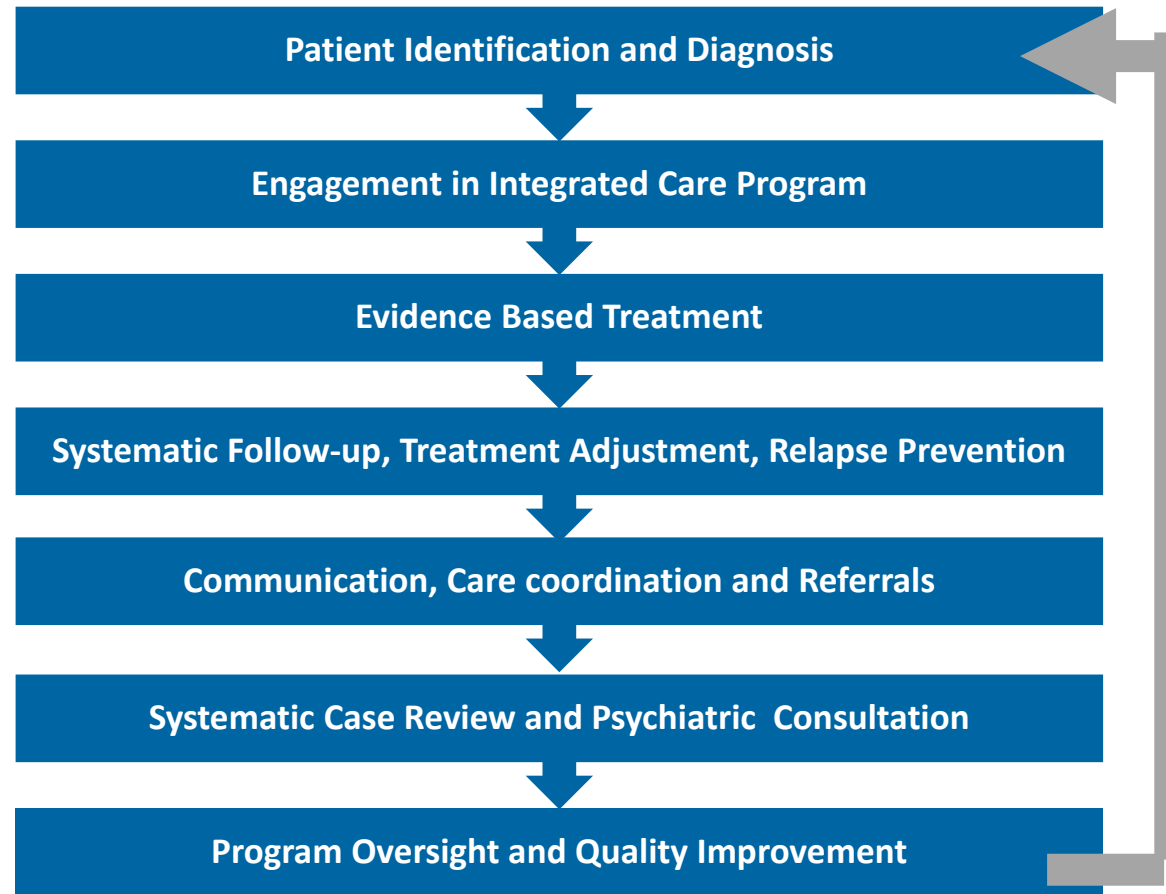 Patient Identification and Diagnosis
Engagement in Integrated Care Program
Evidence Based Treatment
Systematic Follow-up, Treatment Adjustment, Relapse Prevention
Communication, Care coordination and Referrals
Systematic Case Review and Psychiatric  Consultation
Program Oversight and Quality Improvement